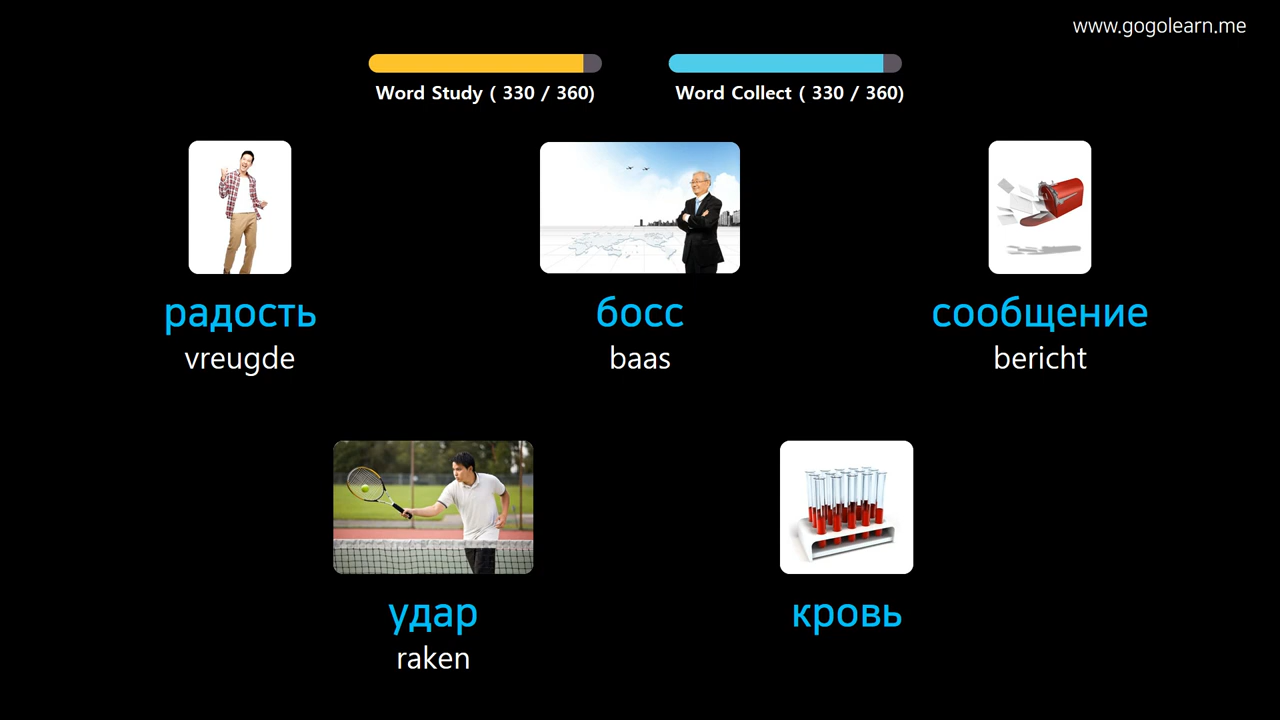 www.gogolearn.me
Word Study ( 330 / 360)
Word Collect ( 330 / 360)
радость
vreugde
босс
baas
сообщение
bericht
удар
raken
кровь